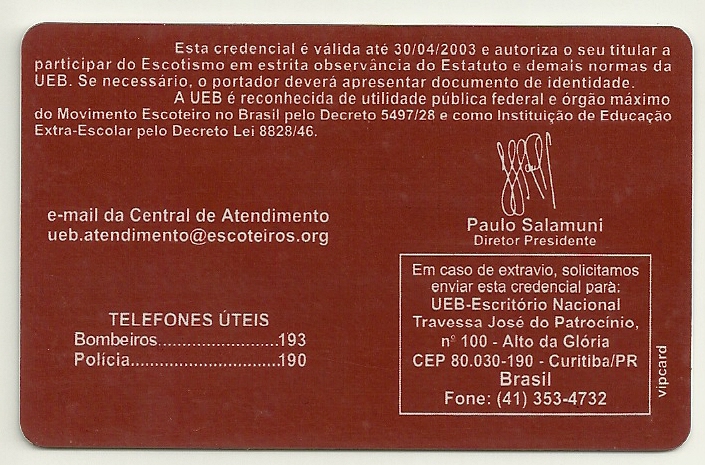 Esta credencial é válida até 30/04/2003 e autoriza o seu titular a
participar do Escotismo em estrita observância do Estatuto e demais normas da
UEB. Se necessário, o portador deverá apresentar documento de identidade.
A UEB é reconhecida de utilidade pública federal e órgão máximo
do Movimento Escoteiro no Brasil pelo Decreto 5497/28 e como Instituição de Educação
Extra-Escolar pelo Decreto Lei 8828/46.
e-mail da Central de Atendimento
ueb.atendimento@escoteiros.org
Paulo Salamuni
Diretor Presidente
TELEFONES ÚTEIS
Bombeiros............................193
Polícia..................................190
Em caso de extravio, solicitamos
enviar esta credencial para:
UEB-Escritório Nacional
Travessa José do Patrocínio,
nº 100 - Alto da Glória
CEP 80.030-190 - Curitiba/PR
Brasil
Fone: (41) 353-4732
vipcard